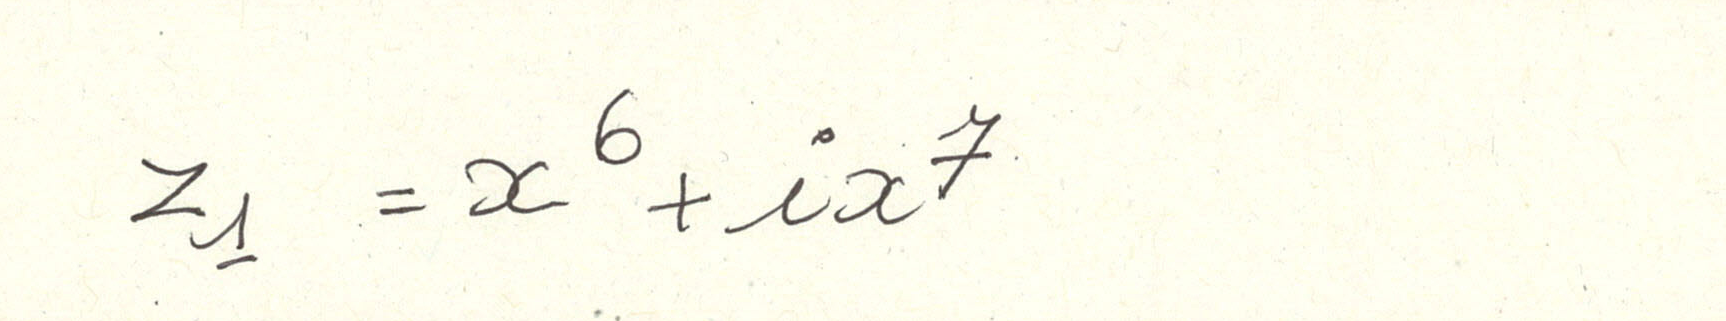 z₁ = x⁶ + ix⁷